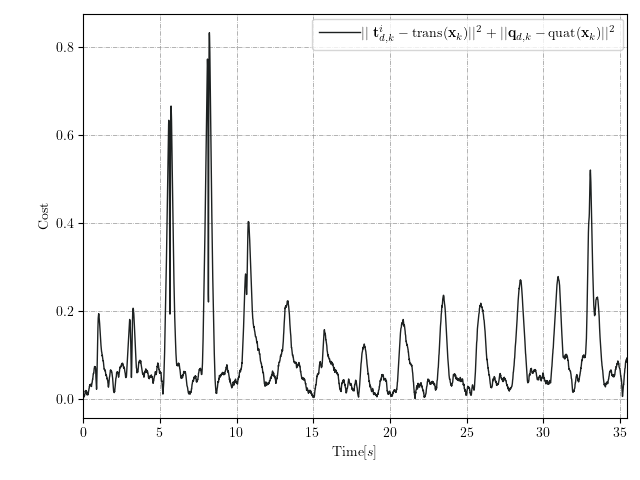 || t^i_{d,k} − trans(x_k)||² + ||q_{d,k} − quat(x_k)||²
0.8
0.6
0.4
0.2
0.0
Cost
0 5 10 15 20 25 30 35
Time[s]